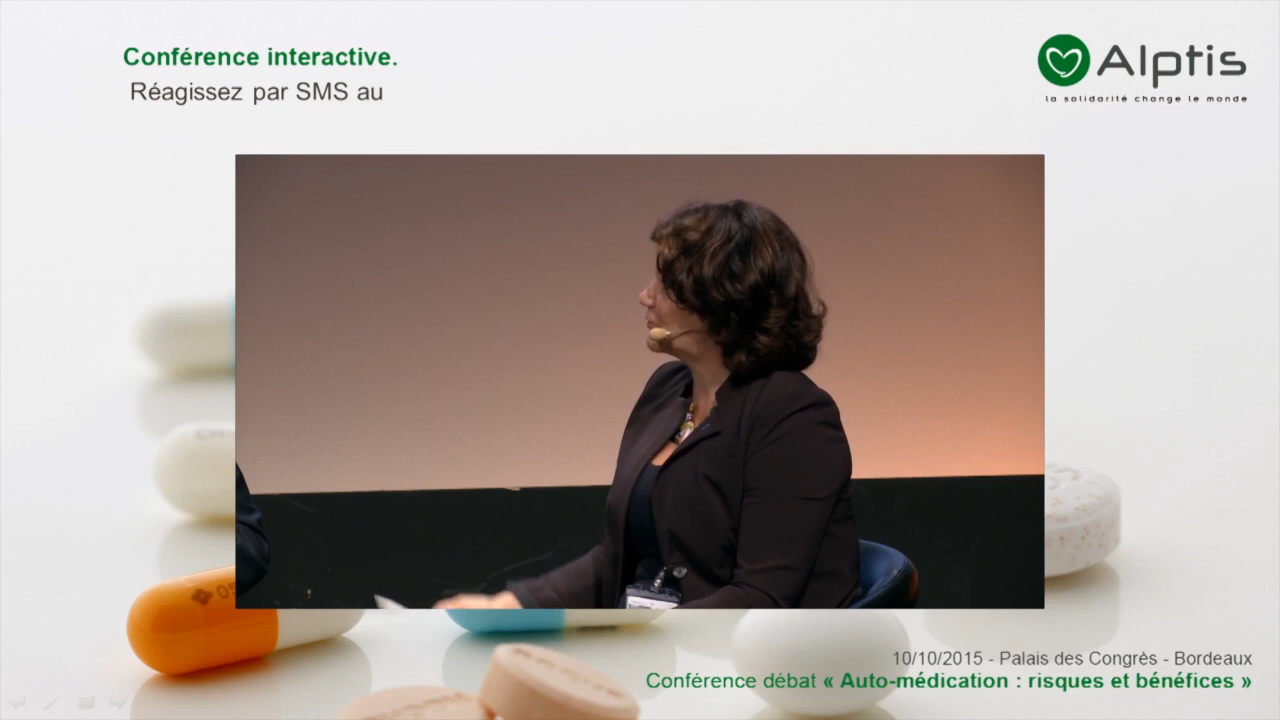 Conférence interactive.
Réagissez par SMS au
Alptis
la solidarité change le monde
10/10/2015 - Palais des Congrès - Bordeaux
Conférence débat « Auto-médication : risques et bénéfices »